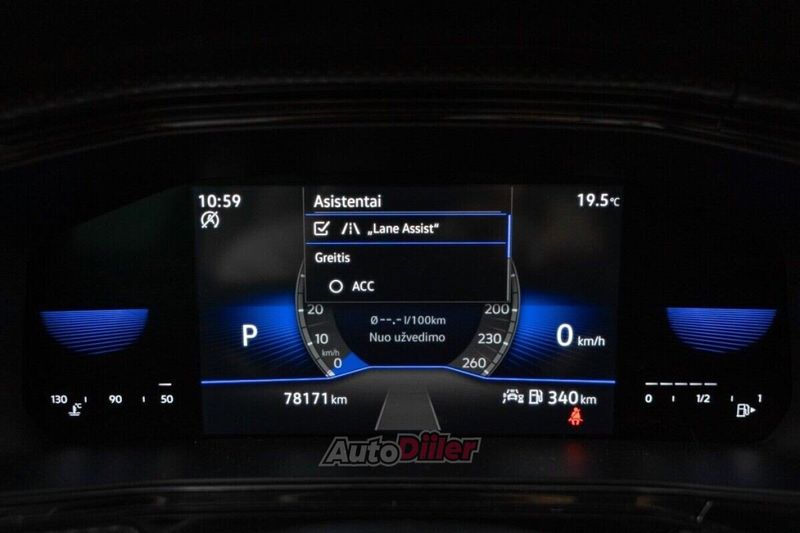 10:59
Asistentai
19.5°C
„Lane Assist“
Greitis
ACC
20
10
km/h
0
Ø --.- l/100km
Nuo užvedimo
200
230
260
P
0 km/h
130
90
50
78171 km
340 km
0
1/2
1
AutoDiiler